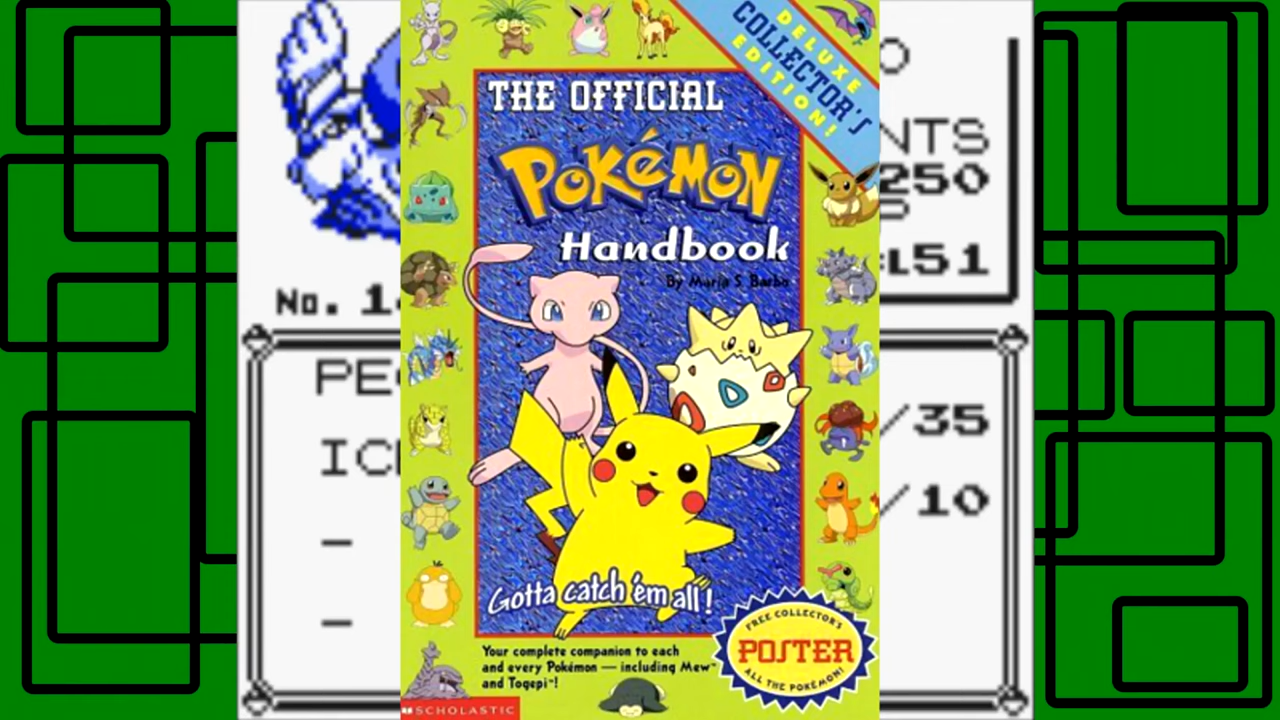 DELUXE
COLLECTOR'S
EDITION!
THE OFFICIAL
POKéMON
Handbook
By Maria S. Barbo
Gotta catch 'em all!
FREE COLLECTOR'S
POSTER
ALL THE POKéMON!
Your complete companion to each
and every Pokémon — including Mew™
and Togepi™!
SCHOLASTIC
O
NTS
250
:L51
No. 1
PE
/35
IC
/10
–
–